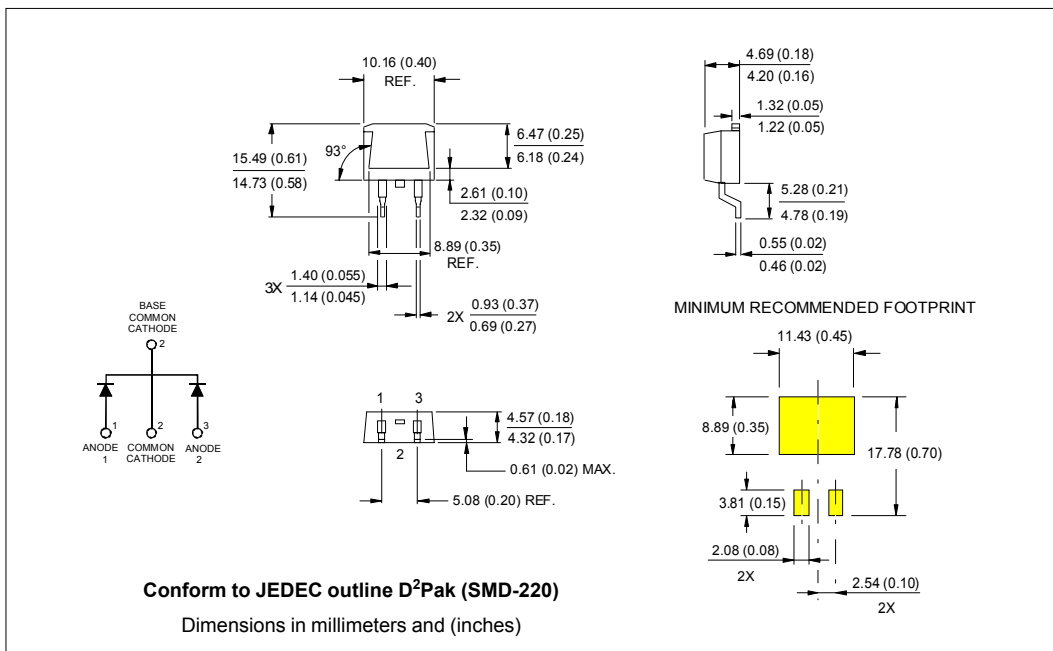 10.16 (0.40)
REF.
15.49 (0.61)
14.73 (0.58)
93°
6.47 (0.25)
6.18 (0.24)
2.61 (0.10)
2.32 (0.09)
8.89 (0.35)
REF.
3X
1.40 (0.055)
1.14 (0.045)
2X
0.93 (0.37)
0.69 (0.27)
4.69 (0.18)
4.20 (0.16)
1.32 (0.05)
1.22 (0.05)
5.28 (0.21)
4.78 (0.19)
0.55 (0.02)
0.46 (0.02)
BASE
COMMON
CATHODE
2
1
2
3
ANODE
1
COMMON
CATHODE
ANODE
2
1
3
2
4.57 (0.18)
4.32 (0.17)
0.61 (0.02) MAX.
5.08 (0.20) REF.
MINIMUM RECOMMENDED FOOTPRINT
11.43 (0.45)
8.89 (0.35)
17.78 (0.70)
3.81 (0.15)
2.08 (0.08)
2X
2.54 (0.10)
2X
Conform to JEDEC outline D²Pak (SMD-220)
Dimensions in millimeters and (inches)